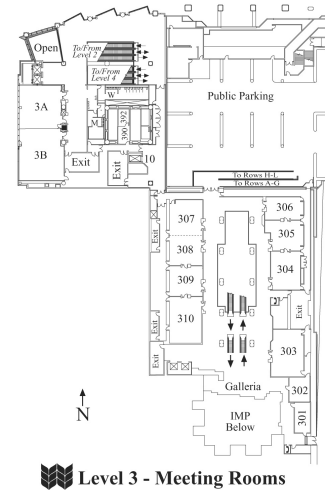 Open
To/From
Level 2
To/From
Level 4
W
Public Parking
3A
M
390
392
3B
Exit
Exit
10
To Rows H-L
To Rows A-G
307
306
Exit
305
308
304
309
310
Exit
Exit
303
Exit
Galleria
302
IMP
Below
301
N
Level 3 - Meeting Rooms